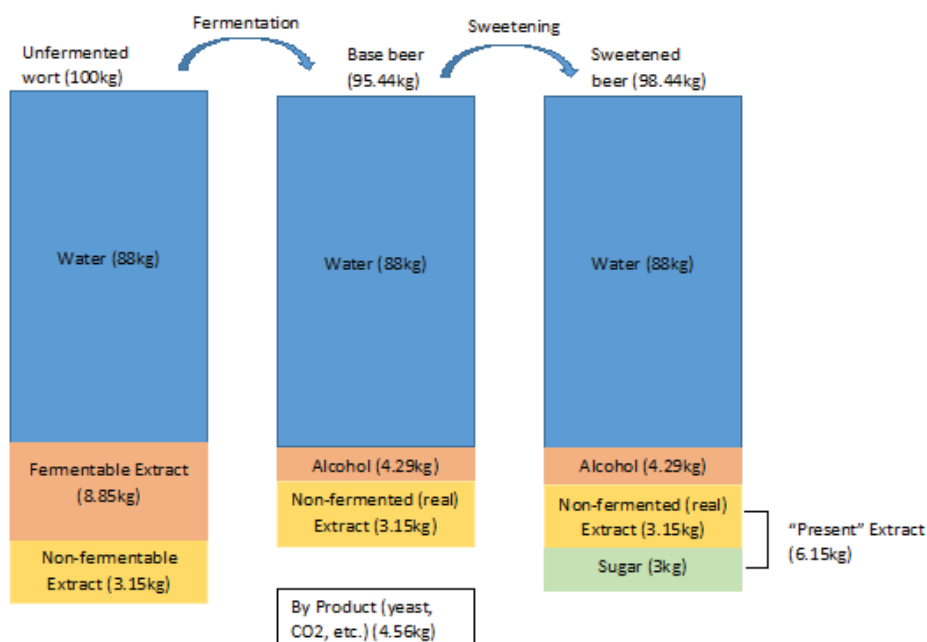 Fermentation
Sweetening
Unfermented
wort (100kg)
Base beer
(95.44kg)
Sweetened
beer (98.44kg)
Water (88kg)
Water (88kg)
Water (88kg)
Fermentable Extract
(8.85kg)
Alcohol (4.29kg)
Alcohol (4.29kg)
Non-fermented (real)
Extract (3.15kg)
Non-fermented (real)
Extract (3.15kg)
"Present" Extract
(6.15kg)
Non-fermentable
Extract (3.15kg)
Sugar (3kg)
By Product (yeast,
CO2, etc.) (4.56kg)